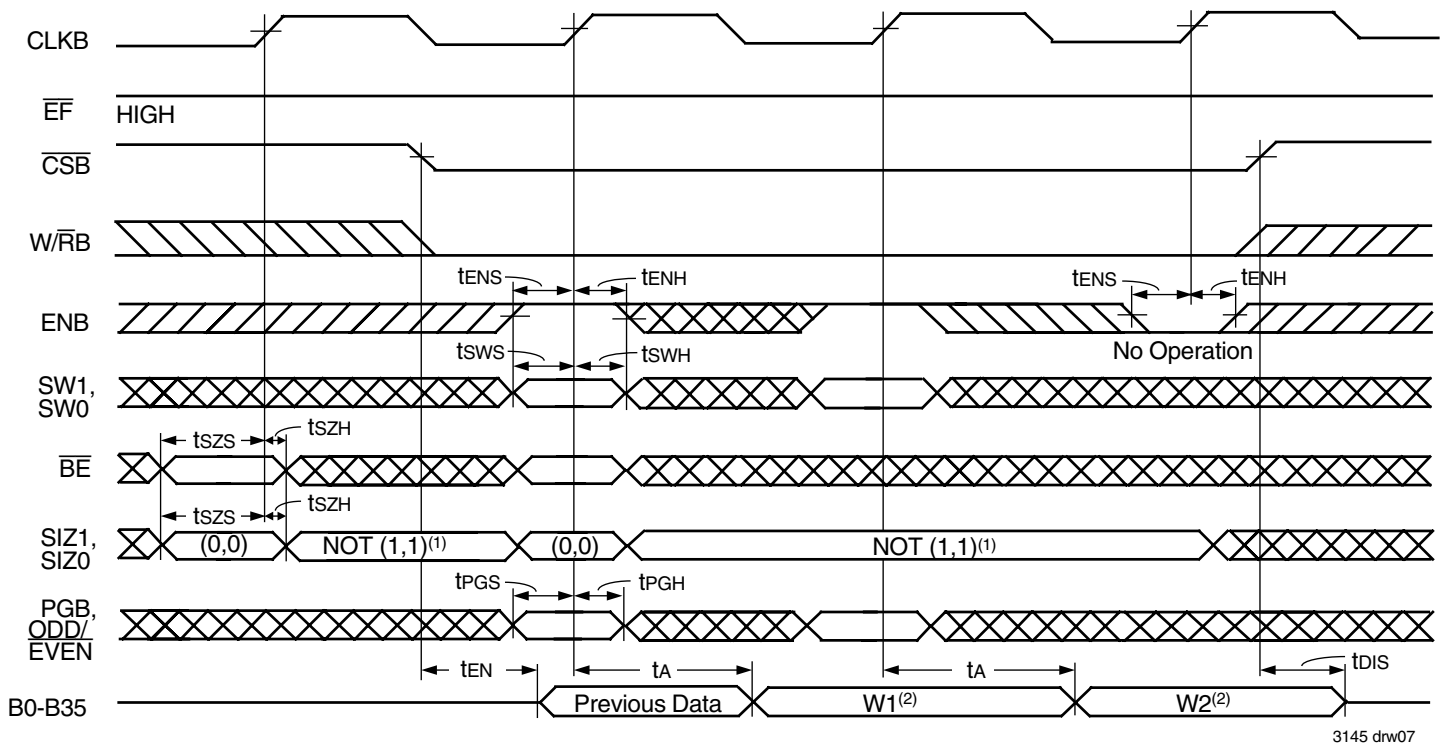 CLKB
EF
HIGH
CSB
W/RB
tENS
tENH
tENS
tENH
ENB
No Operation
tSWS
tSWH
SW1,
SW0
tSZS
tSZH
BE
tSZS
tSZH
SIZ1,
SIZ0
(0,0)
NOT (1,1)(1)
(0,0)
NOT (1,1)(1)
tPGS
tPGH
PGB,
ODD/
EVEN
tEN
tA
tA
tDIS
B0-B35
Previous Data
W1(2)
W2(2)
3145 drw07